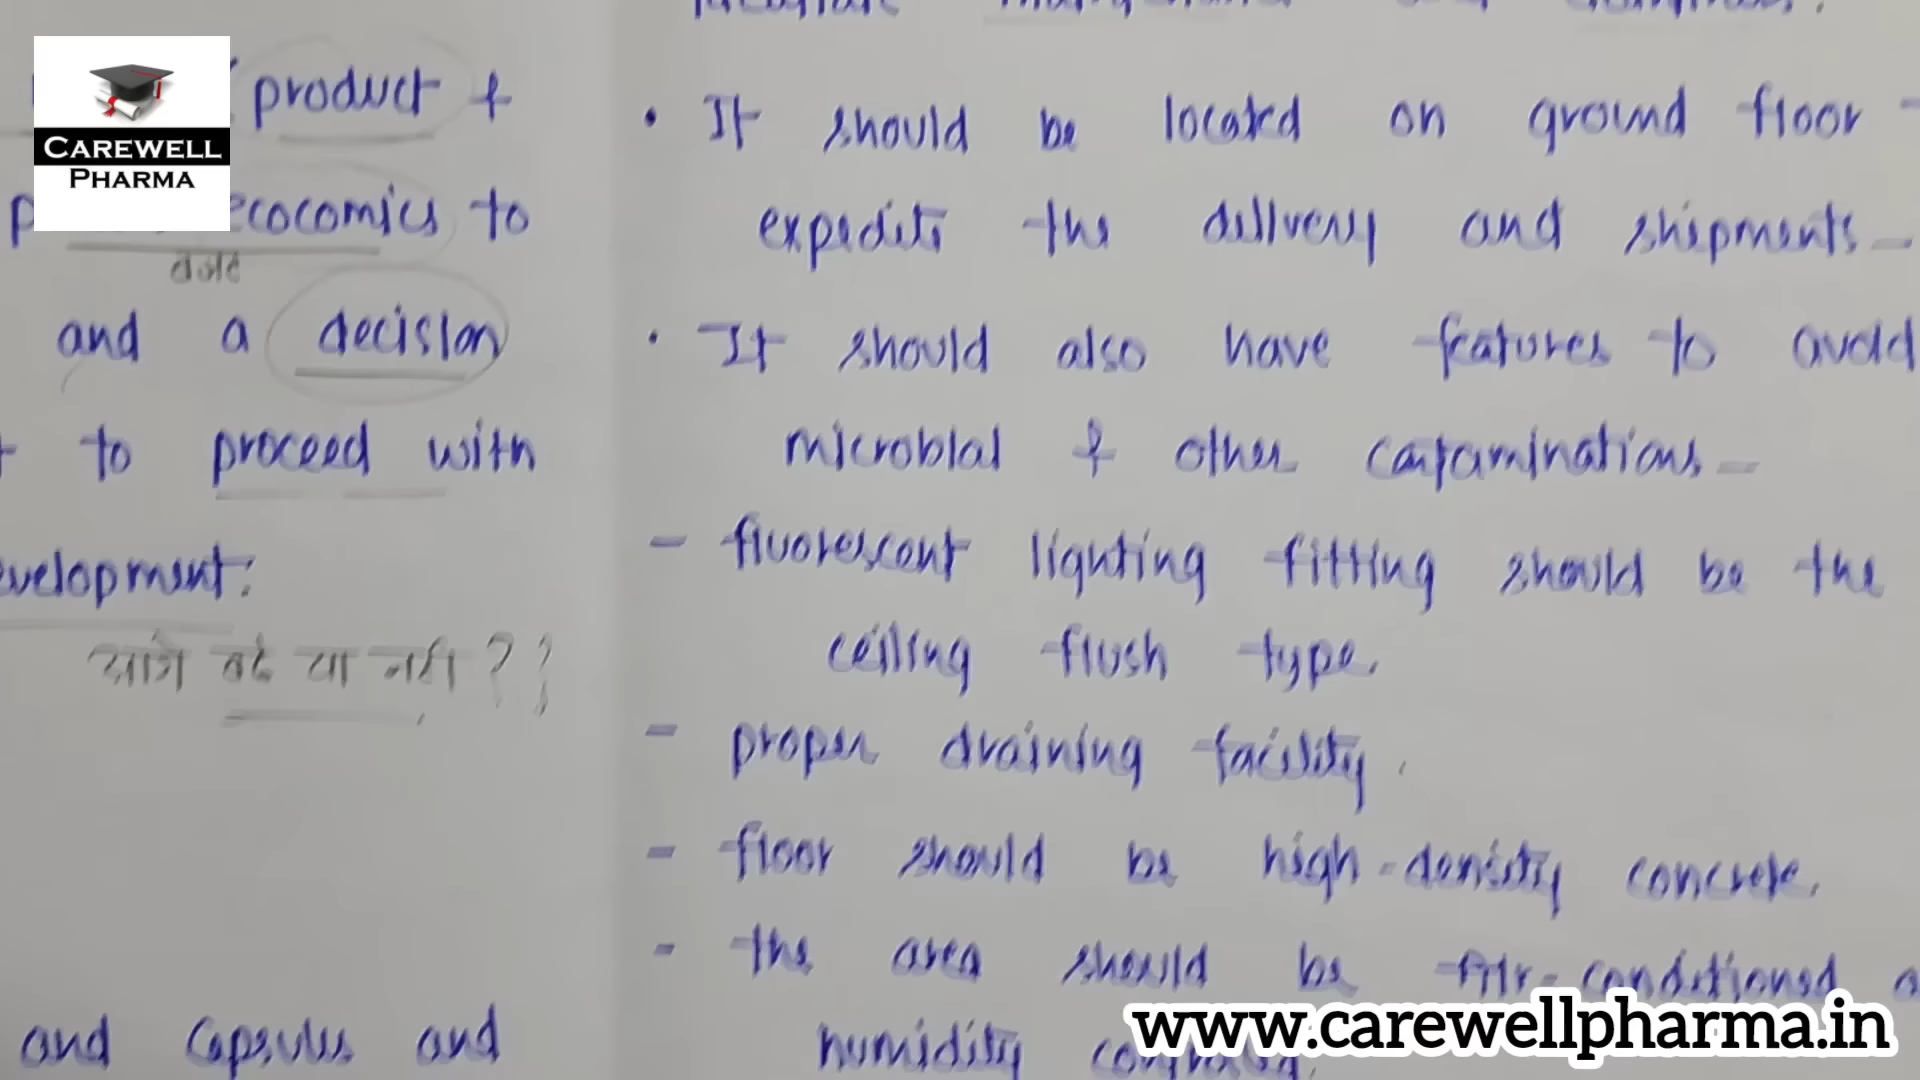 CAREWELL
PHARMA
product &
ecocomics to
and a decision
to proceed with
evelopment:
आगे बढे या नही ??
and Capsules and
• It should be located on ground floor -
expedite the delivery and shipments -
• It should also have features to avoid
microbial & other contaminations -
- fluorescent lighting fitting should be the
ceiling flush type.
- proper draining facility.
- floor should be high-density concrete.
- the area should be Air-conditioned
humidity
www.carewellpharma.in